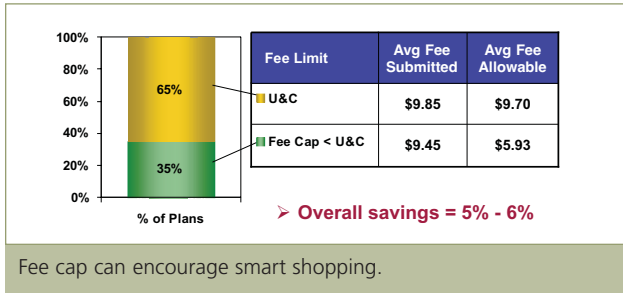 100%
80%
60%
40%
20%
0%
65%
35%
% of Plans
Fee Limit Avg Fee Submitted Avg Fee Allowable
U&C $9.85 $9.70
Fee Cap < U&C $9.45 $5.93
➢ Overall savings = 5% - 6%
Fee cap can encourage smart shopping.